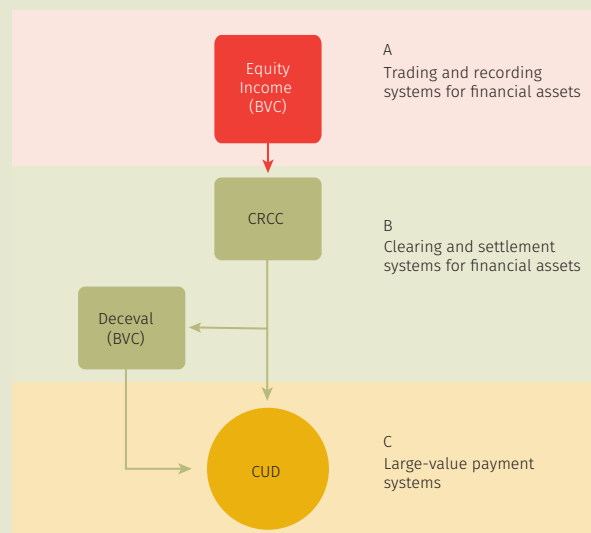 Equity
Income
(BVC)
A
Trading and recording
systems for financial assets
CRCC
B
Clearing and settlement
systems for financial assets
Deceval
(BVC)
CUD
C
Large-value payment
systems